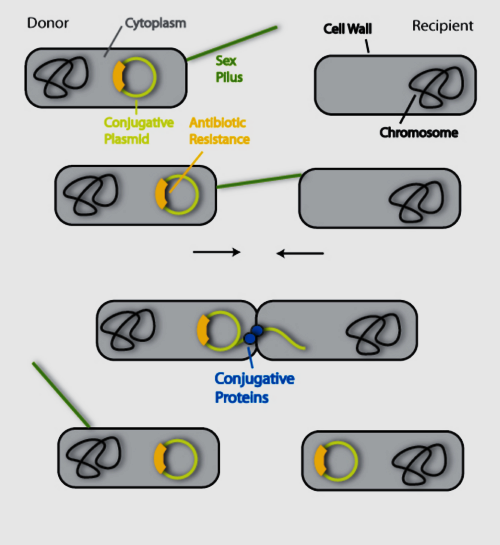 Donor
Cytoplasm
Cell Wall
Recipient
Sex
Pilus
Conjugative
Plasmid
Antibiotic
Resistance
Chromosome
Conjugative
Proteins